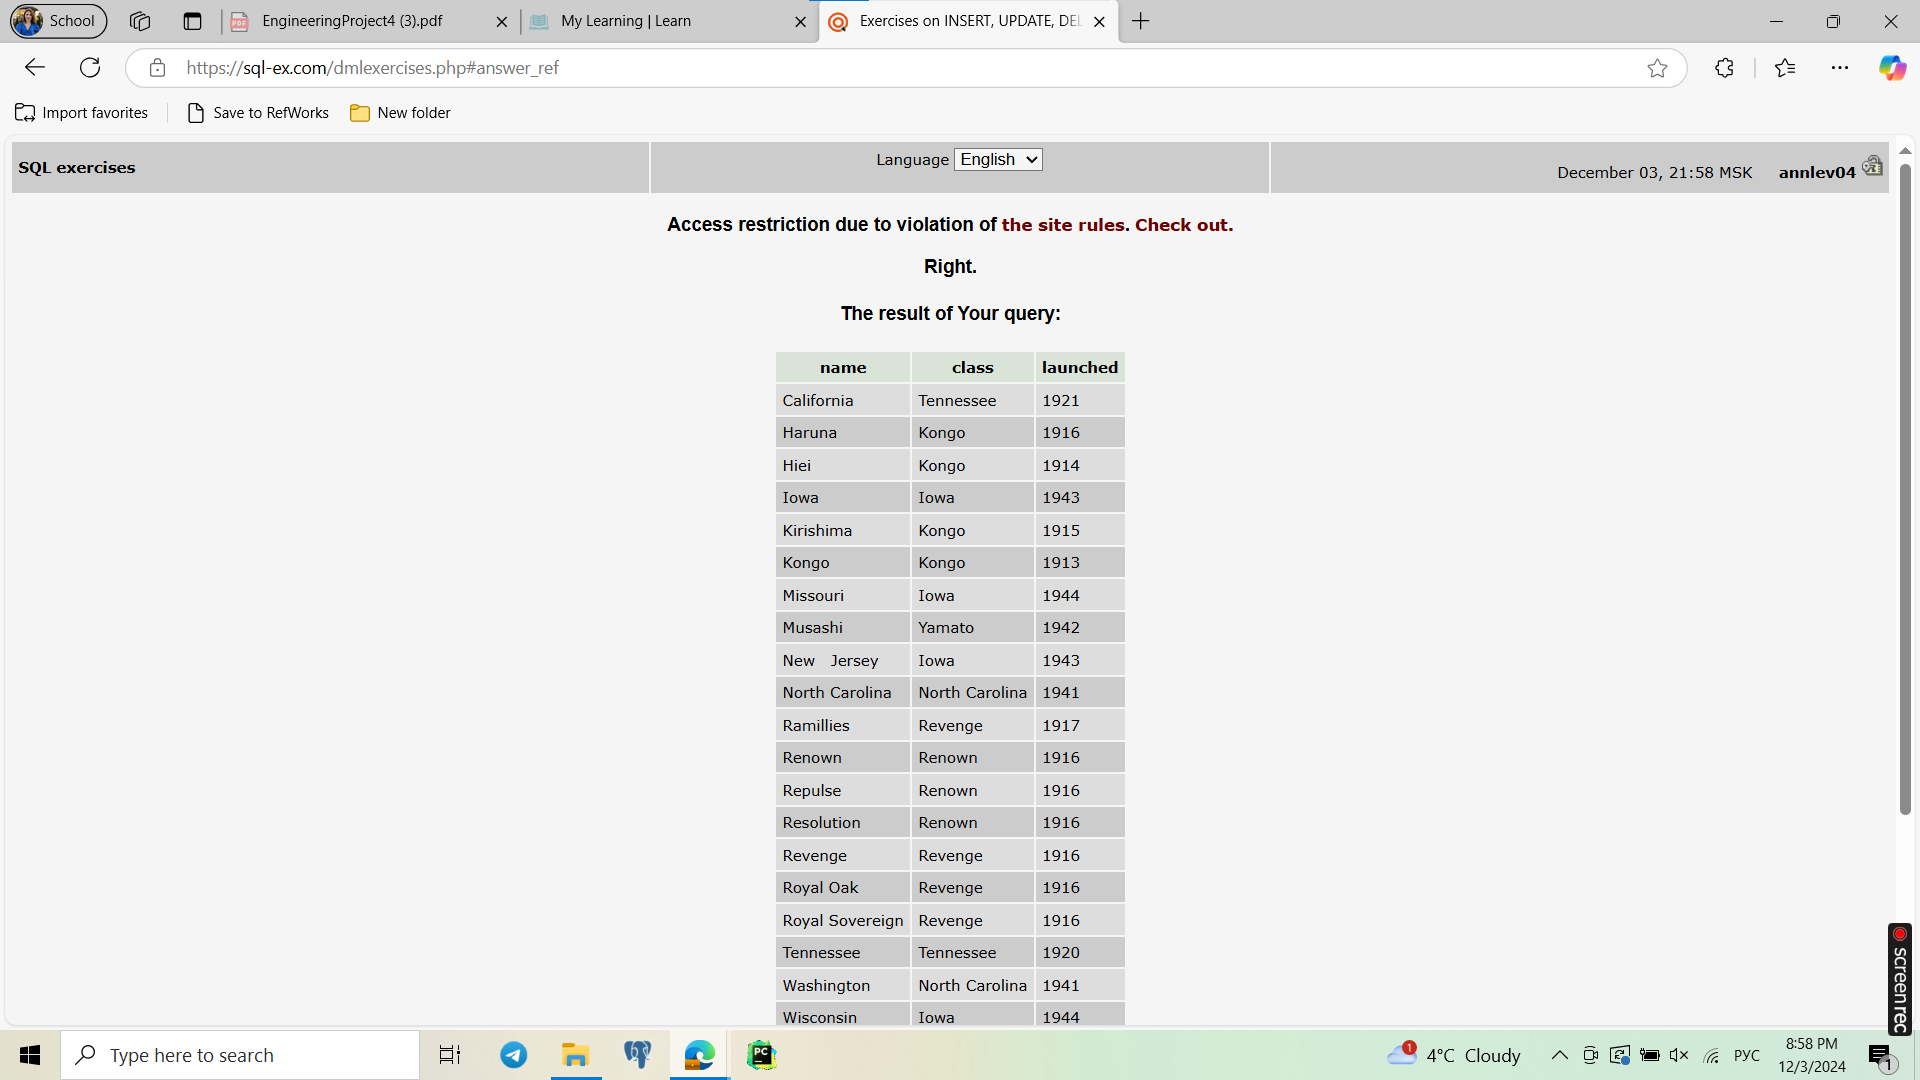 School
EngineeringProject4 (3).pdf
My Learning | Learn
Exercises on INSERT, UPDATE, DEL
https://sql-ex.com/dmlexercises.php#answer_ref
Import favorites
Save to RefWorks
New folder
SQL exercises
Language English
December 03, 21:58 MSK annlev04
Access restriction due to violation of the site rules. Check out.
Right.
The result of Your query:
name class launched
California Tennessee 1921
Haruna Kongo 1916
Hiei Kongo 1914
Iowa Iowa 1943
Kirishima Kongo 1915
Kongo Kongo 1913
Missouri Iowa 1944
Musashi Yamato 1942
New Jersey Iowa 1943
North Carolina North Carolina 1941
Ramillies Revenge 1917
Renown Renown 1916
Repulse Renown 1916
Resolution Renown 1916
Revenge Revenge 1916
Royal Oak Revenge 1916
Royal Sovereign Revenge 1916
Tennessee Tennessee 1920
Washington North Carolina 1941
Wisconsin Iowa 1944
screen rec
Type here to search
PC
1
4°C Cloudy
РУС
8:58 PM
12/3/2024
1